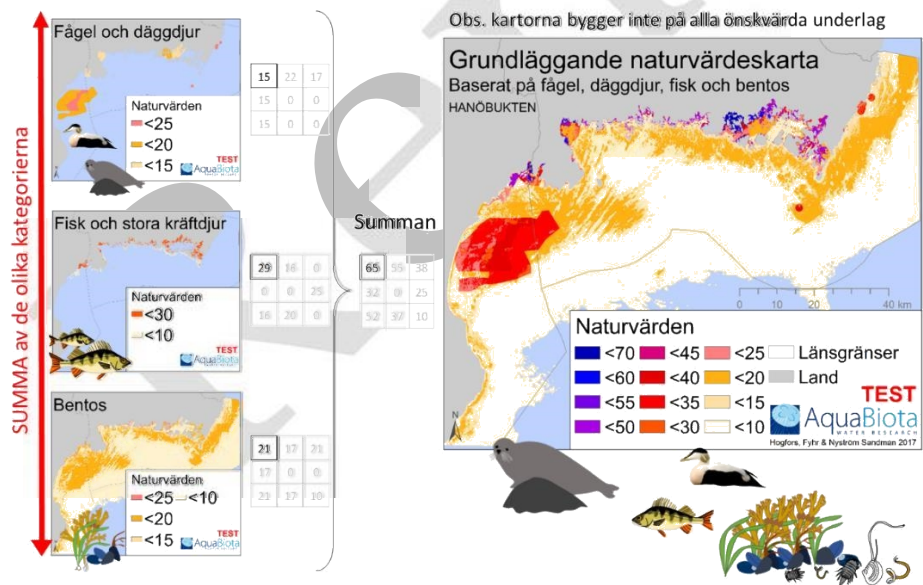 SUMMA av de olika kategorierna
Fågel och däggdjur
Naturvärden
<25
<20
<15
TEST
AquaBiota
15 22 17
15 0 0
15 0 0
Fisk och stora kräftdjur
Naturvärden
<30
<10
TEST
AquaBiota
29 16 0
0 0 25
16 20 0
Bentos
Naturvärden
<25 <10
<20
<15
TEST
AquaBiota
21 17 21
17 0 0
21 17 10
Summan
65 55 38
32 0 25
52 37 10
Obs. kartorna bygger inte på alla önskvärda underlag
Grundläggande naturvärdeskarta
Baserat på fågel, däggdjur, fisk och bentos
HANÖBUKTEN
0 10 20 40 km
Naturvärden
<70 <45 <25 Länsgränser
<60 <40 <20 Land
<55 <35 <15
<50 <30 <10
TEST
AquaBiota
WATER RESEARCH
Hogfors, Fyhr & Nyström Sandman 2017
N